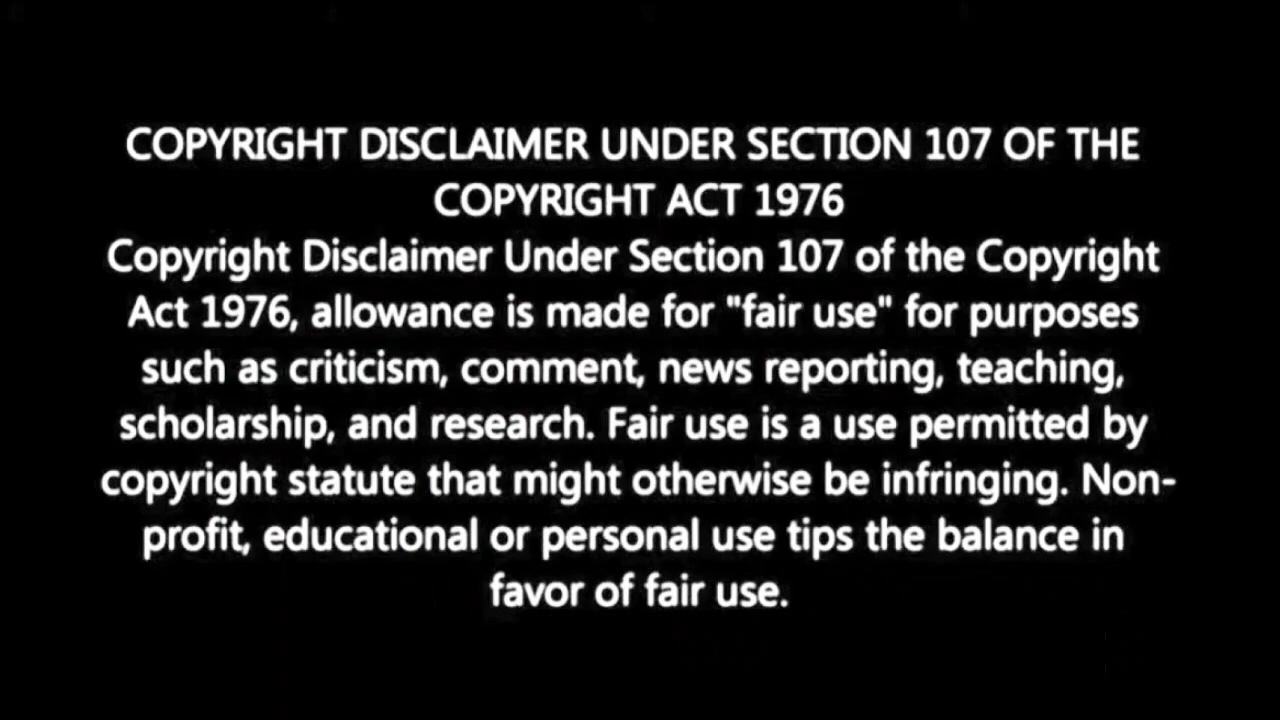 COPYRIGHT DISCLAIMER UNDER SECTION 107 OF THE
COPYRIGHT ACT 1976
Copyright Disclaimer Under Section 107 of the Copyright
Act 1976, allowance is made for "fair use" for purposes
such as criticism, comment, news reporting, teaching,
scholarship, and research. Fair use is a use permitted by
copyright statute that might otherwise be infringing. Non-
profit, educational or personal use tips the balance in
favor of fair use.